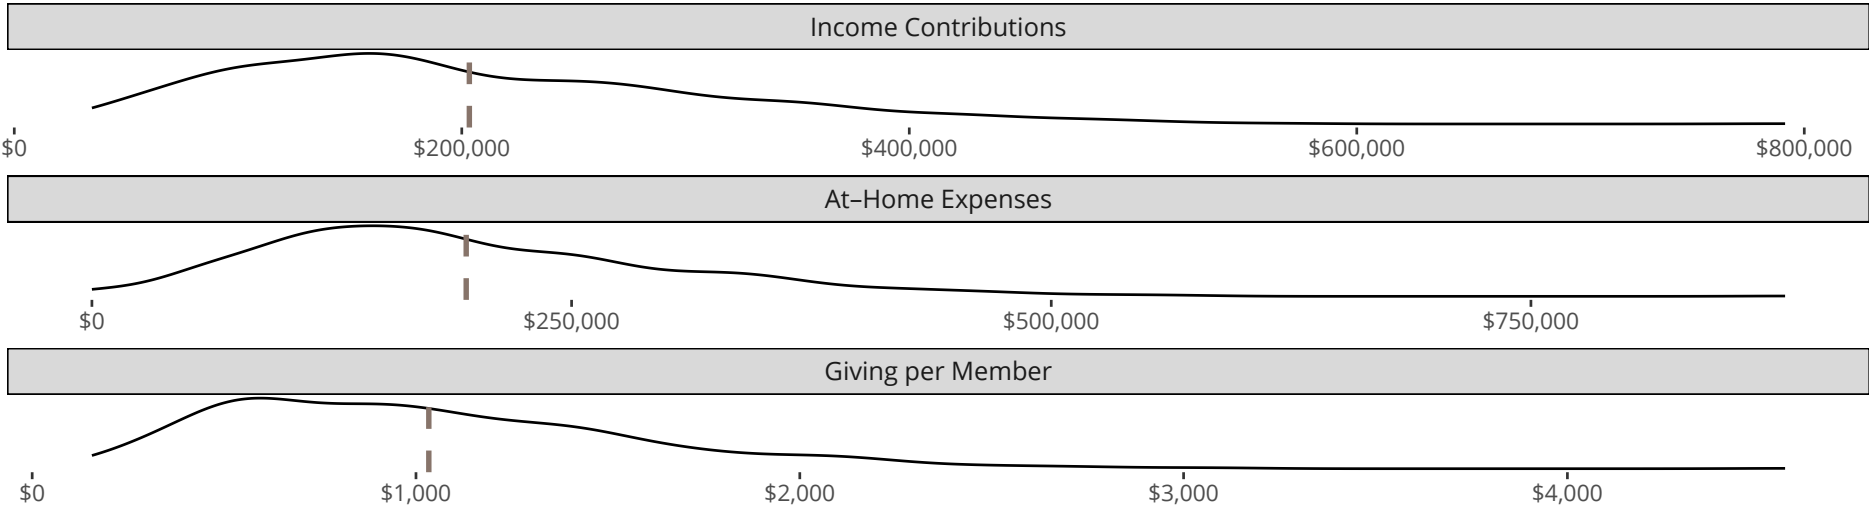 Income Contributions
$0 $200,000 $400,000 $600,000 $800,000
At–Home Expenses
$0 $250,000 $500,000 $750,000
Giving per Member
$0 $1,000 $2,000 $3,000 $4,000